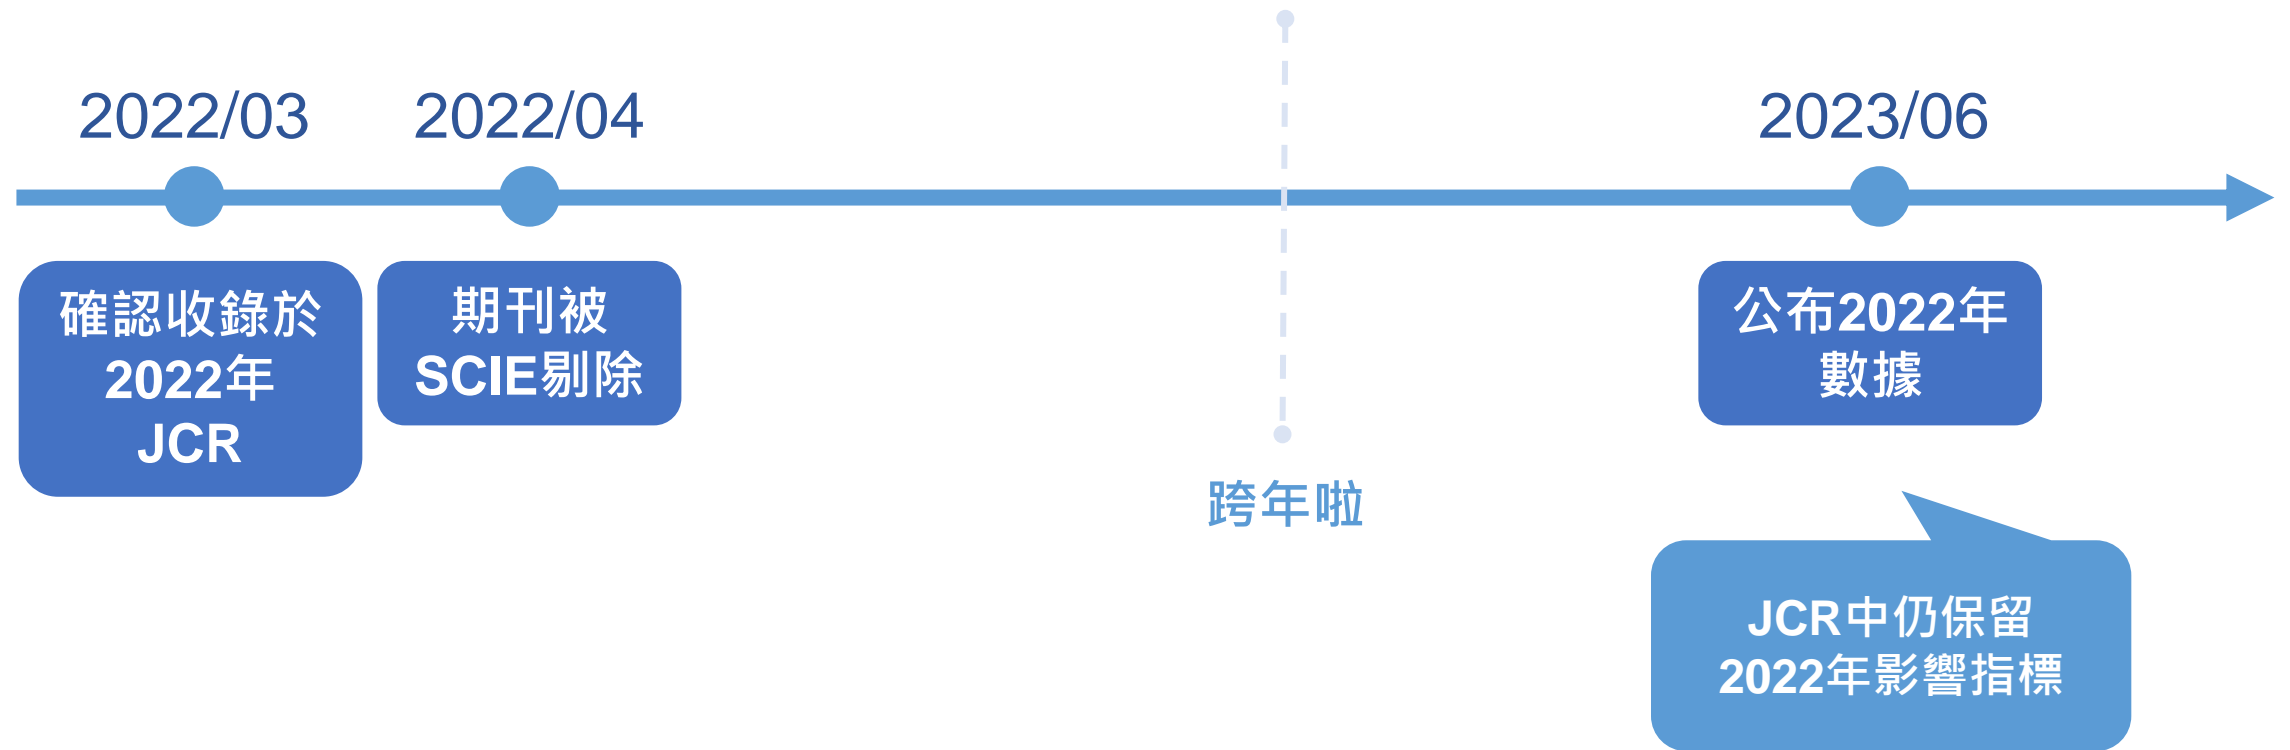 2022/03
2022/04
2023/06
確認收錄於
2022年
JCR
期刊被
SCIE剔除
公布2022年
數據
跨年啦
JCR中仍保留
2022年影響指標